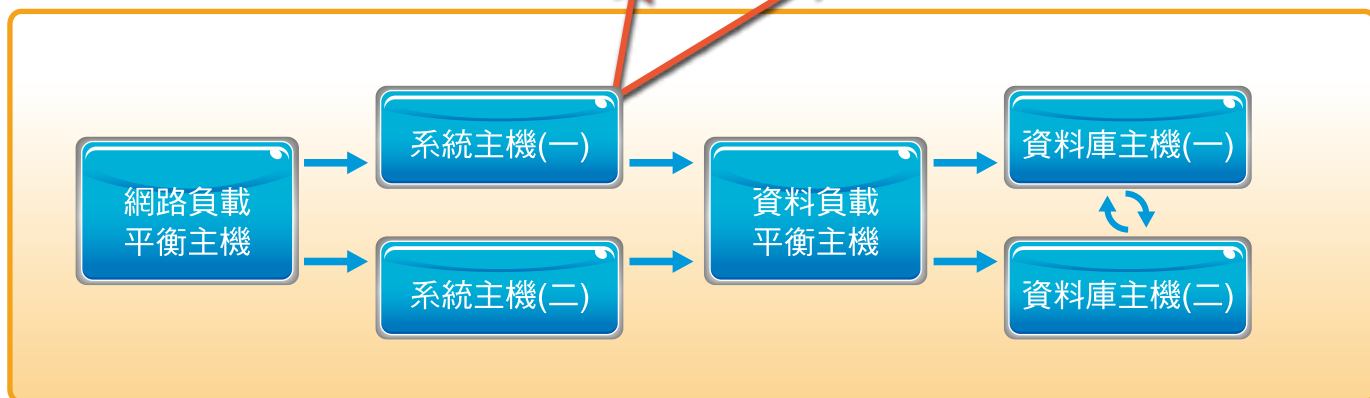 網路負載
平衡主機
系統主機(一)
系統主機(二)
資料負載
平衡主機
資料庫主機(一)
資料庫主機(二)